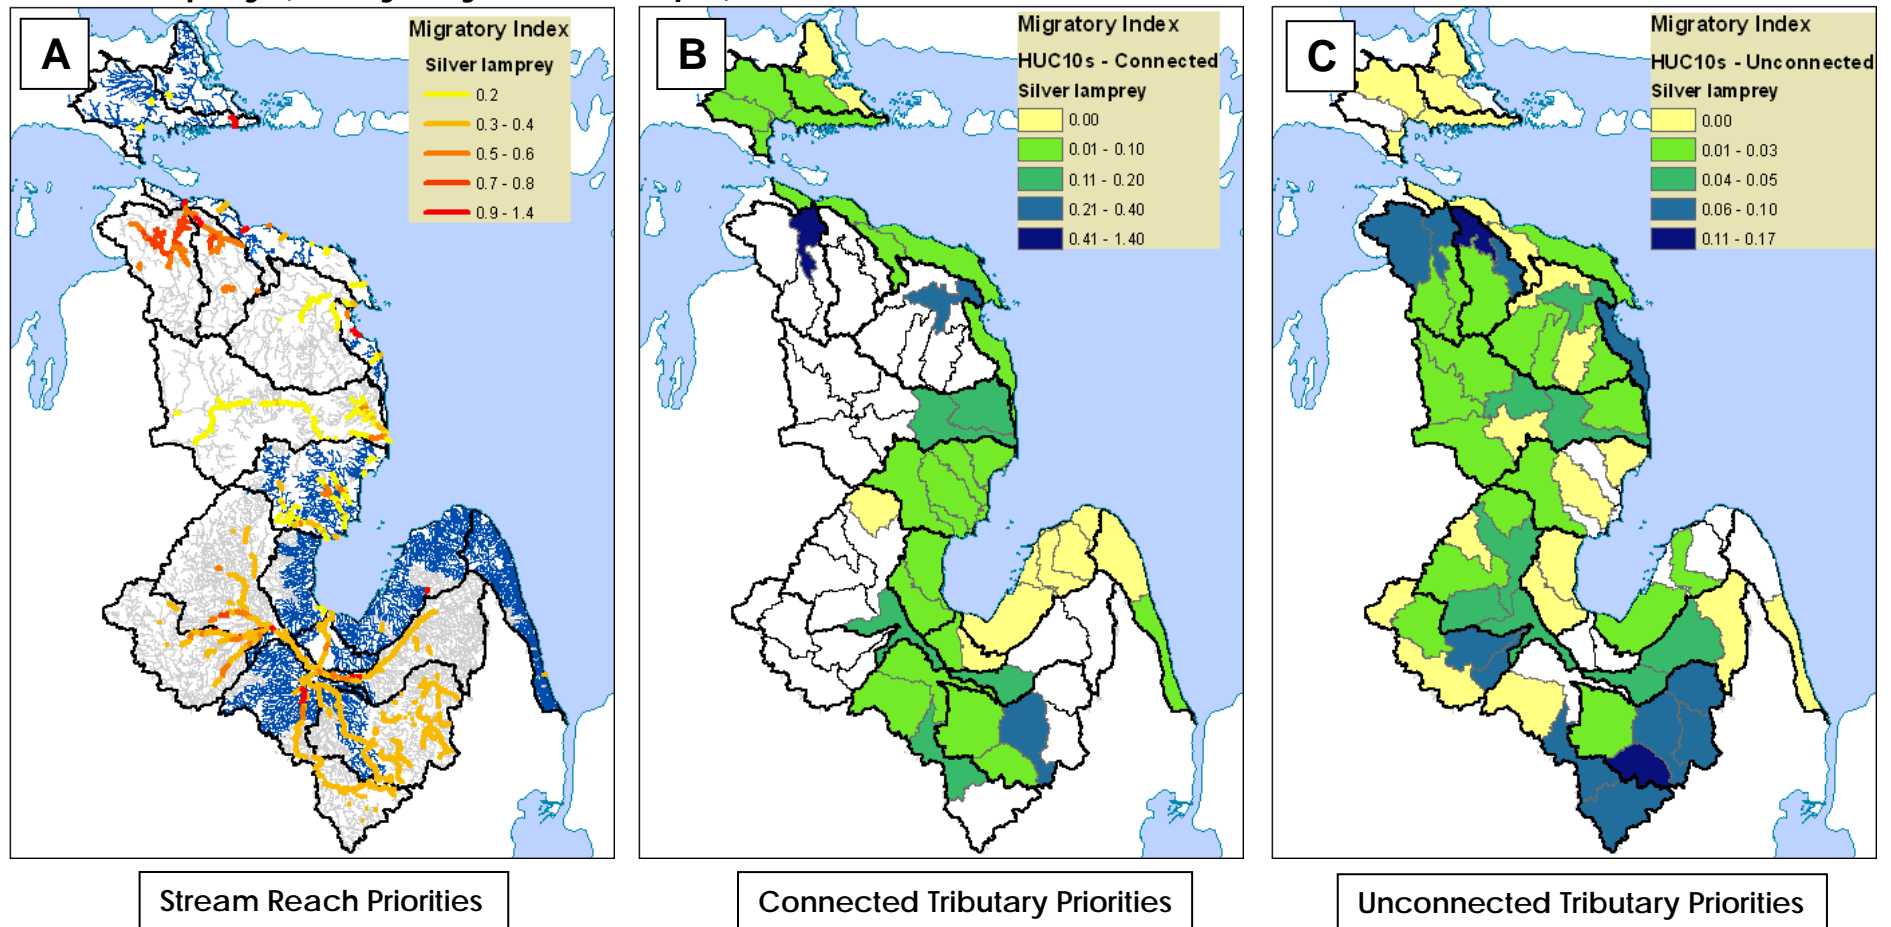 A
Migratory Index
Silver lamprey
0.2
0.3 - 0.4
0.5 - 0.6
0.7 - 0.8
0.9 - 1.4
Stream Reach Priorities
B
Migratory Index
HUC10s - Connected
Silver lamprey
0.00
0.01 - 0.10
0.11 - 0.20
0.21 - 0.40
0.41 - 1.40
Connected Tributary Priorities
C
Migratory Index
HUC10s - Unconnected
Silver lamprey
0.00
0.01 - 0.03
0.04 - 0.05
0.06 - 0.10
0.11 - 0.17
Unconnected Tributary Priorities